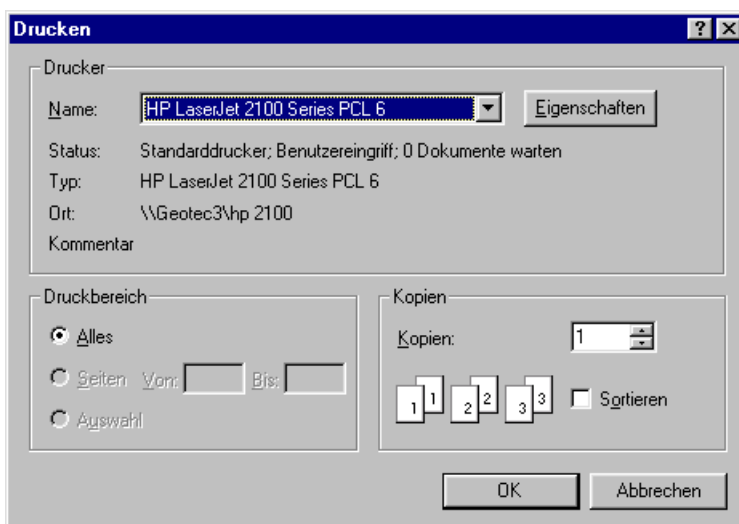 Drucken
Drucker
Name: HP LaserJet 2100 Series PCL 6 Eigenschaften
Status: Standarddrucker; Benutzereingriff; 0 Dokumente warten
Typ: HP LaserJet 2100 Series PCL 6
Ort: \\Geotec3\hp 2100
Kommentar
Druckbereich
Alles
Seiten Von: Bis:
Auswahl
Kopien
Kopien: 1
1 1 2 2 3 3 Sortieren
OK Abbrechen